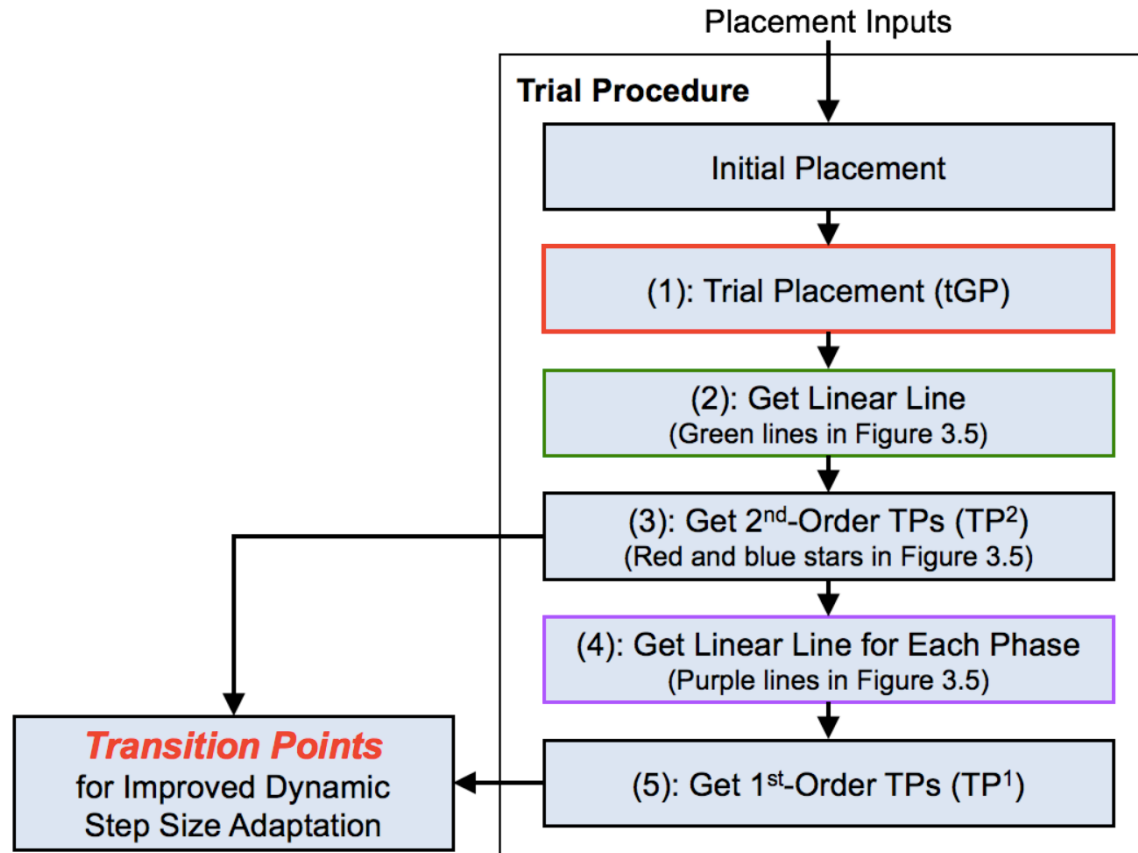 Placement Inputs
Trial Procedure
Initial Placement
(1): Trial Placement (tGP)
(2): Get Linear Line
(Green lines in Figure 3.5)
(3): Get 2nd-Order TPs (TP²)
(Red and blue stars in Figure 3.5)
(4): Get Linear Line for Each Phase
(Purple lines in Figure 3.5)
(5): Get 1st-Order TPs (TP¹)
Transition Points
for Improved Dynamic
Step Size Adaptation